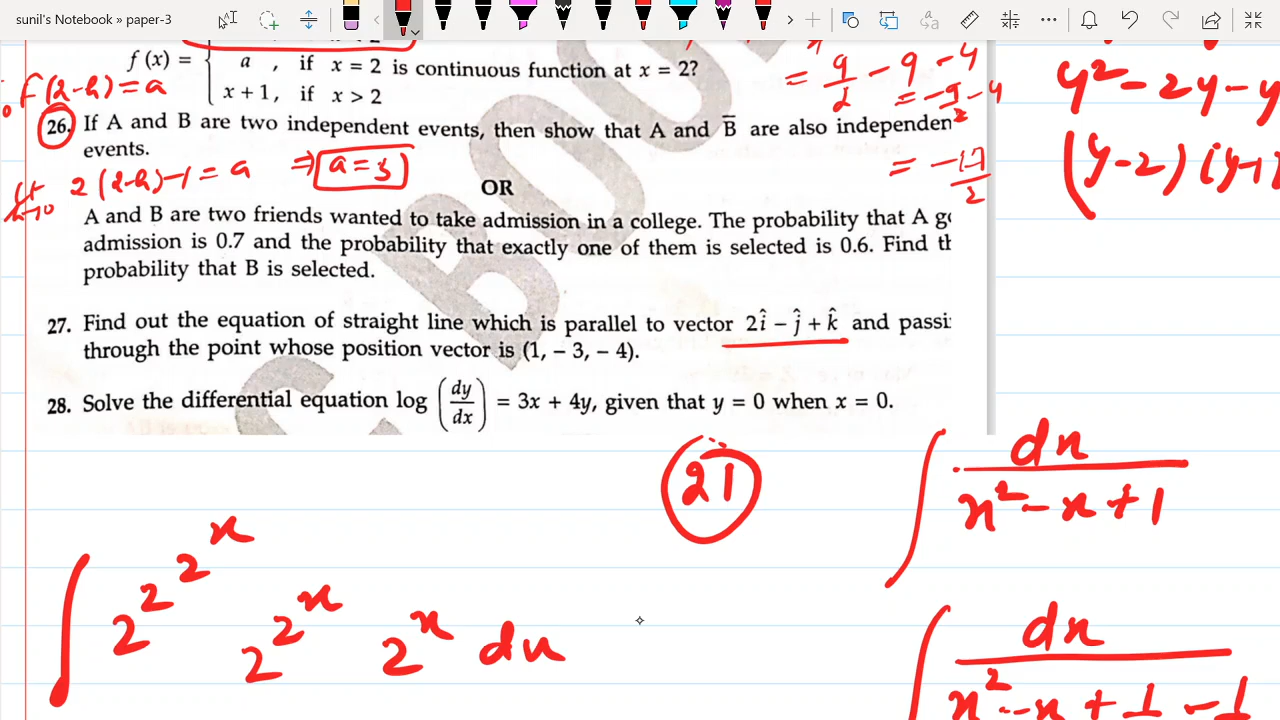 sunil's Notebook » paper-3
f (x) = a , if x = 2 is continuous function at x = 2?
x + 1, if x > 2
f(2-h) = a
= 9/2 - 9 - 4
= -9/2 - 4
= -17/2
y² - 2y - y
(y-2) (y-1)
26. If A and B are two independent events, then show that A and B̅ are also independen
events.
lt h→0 2(2-h)-1 = a ⇒ a = 3
OR
A and B are two friends wanted to take admission in a college. The probability that A g
admission is 0.7 and the probability that exactly one of them is selected is 0.6. Find th
probability that B is selected.
27. Find out the equation of straight line which is parallel to vector 2î − ĵ + k̂ and passi
through the point whose position vector is (1, − 3, − 4).
28. Solve the differential equation log (dy/dx) = 3x + 4y, given that y = 0 when x = 0.
21
∫ dx / x² - x + 1
∫ 2^2^2^x 2^2^x 2^x dx
∫ dx / x² - x + 1 - 1